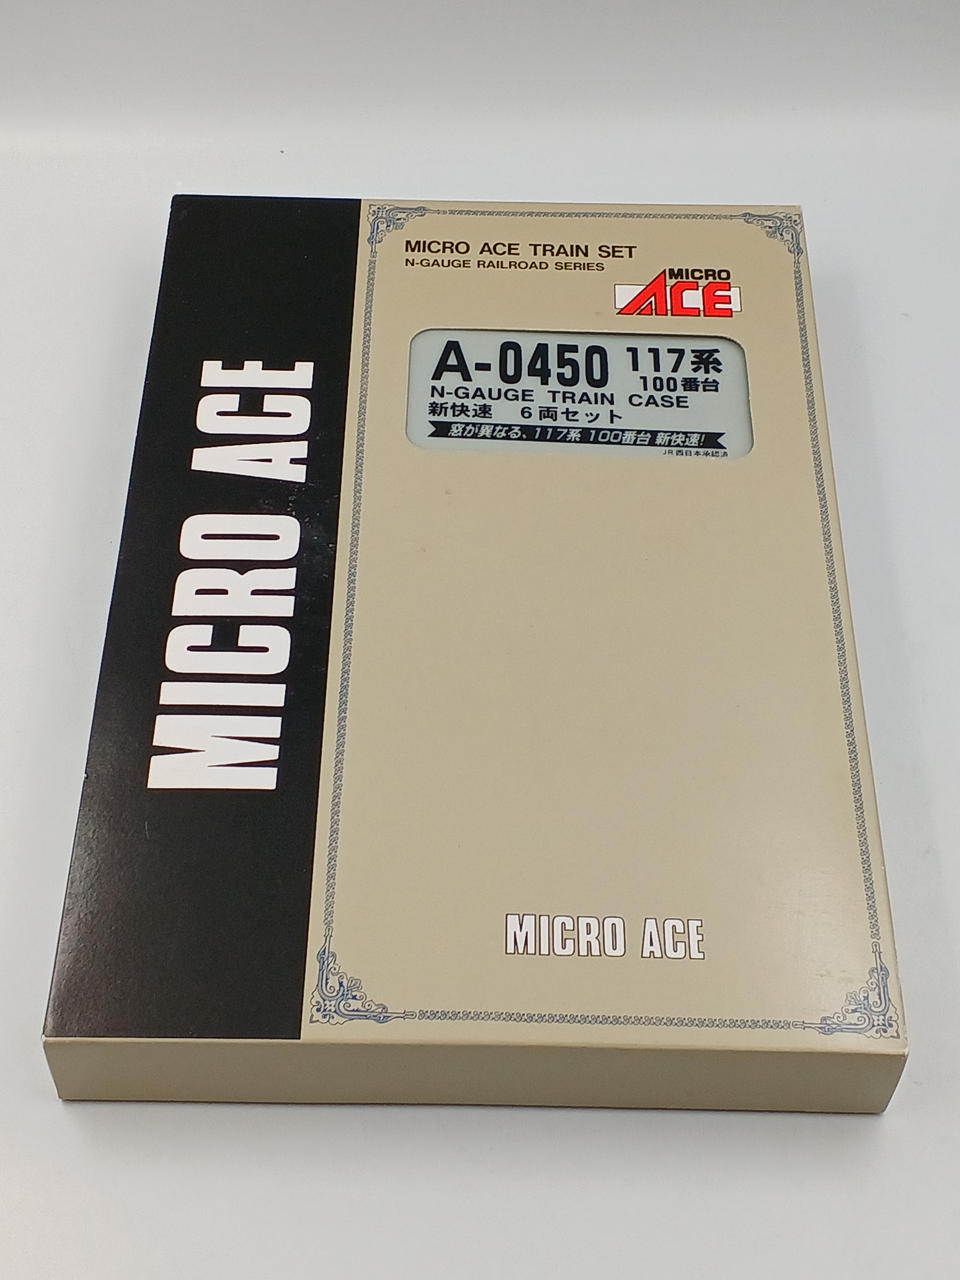 MICRO ACE
MICRO ACE TRAIN SET
N-GAUGE RAILROAD SERIES
MICRO
ACE
A-0450 117系
100番台
N-GAUGE TRAIN CASE
新快速 6両セット
窓が異なる、117系 100番台 新快速!
JR西日本承認済
MICRO ACE